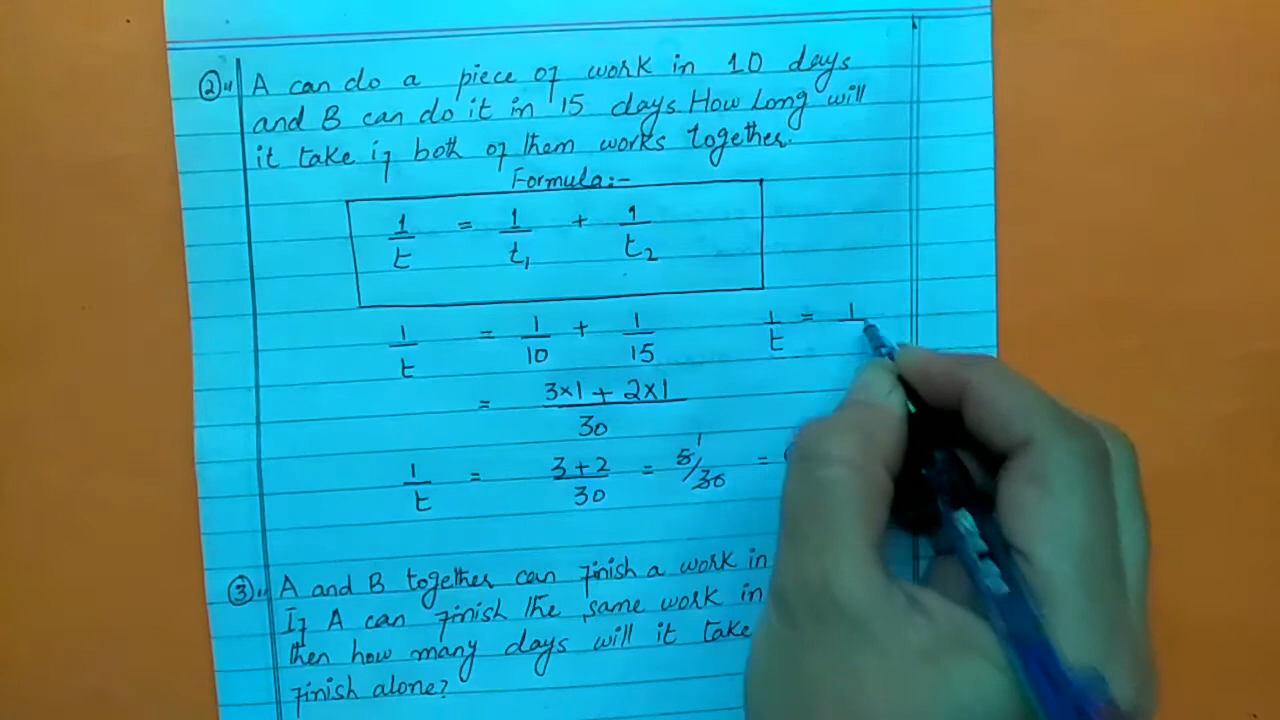 ② A can do a piece of work in 10 days
and B can do it in 15 days How Long will
it take if both of them works together.
Formula:-
1/t = 1/t₁ + 1/t₂
1/t = 1/10 + 1/15
1/t = 1
= (3×1 + 2×1)/30
1/t = (3+2)/30 = 5/30 1 =
③ A and B together can finish a work in
If A can finish the same work in
then how many days will it take
finish alone?